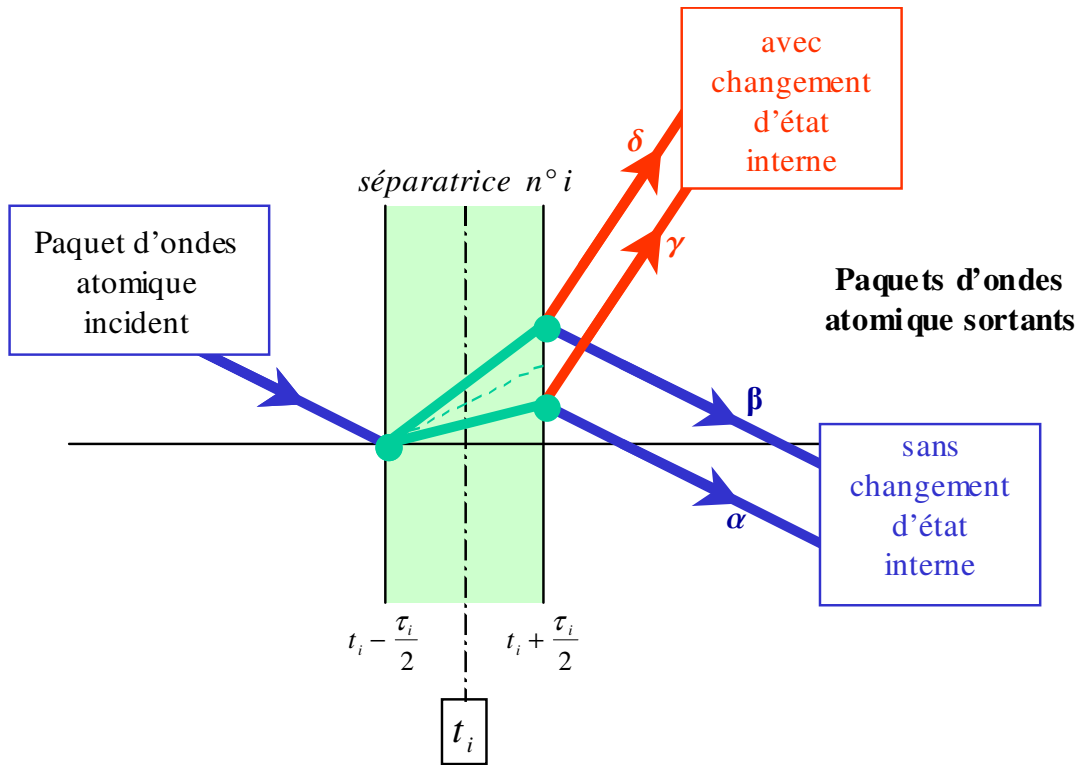 avec
changement
d'état
interne
δ
séparatrice n° i
γ
Paquet d'ondes
atomique
incident
Paquets d'ondes
atomique sortants
β
sans
changement
d'état
interne
α
t_i - τ_i/2
t_i + τ_i/2
t_i